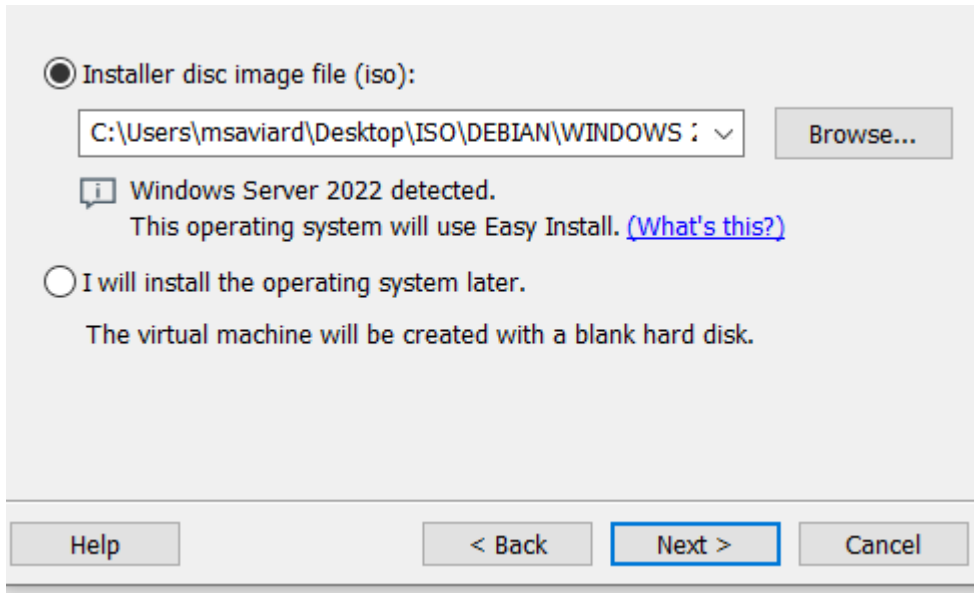 Installer disc image file (iso):
C:\Users\msaviard\Desktop\ISO\DEBIAN\WINDOWS Browse...
Windows Server 2022 detected.
This operating system will use Easy Install. (What's this?)
I will install the operating system later.
The virtual machine will be created with a blank hard disk.
Help < Back Next > Cancel